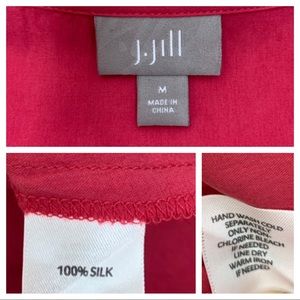 J.Jill
M
MADE IN
CHINA
100% SILK
HAND WASH COLD
SEPARATELY
ONLY NON-
CHLORINE BLEACH
IF NEEDED
LINE DRY
WARM IRON
IF NEEDED